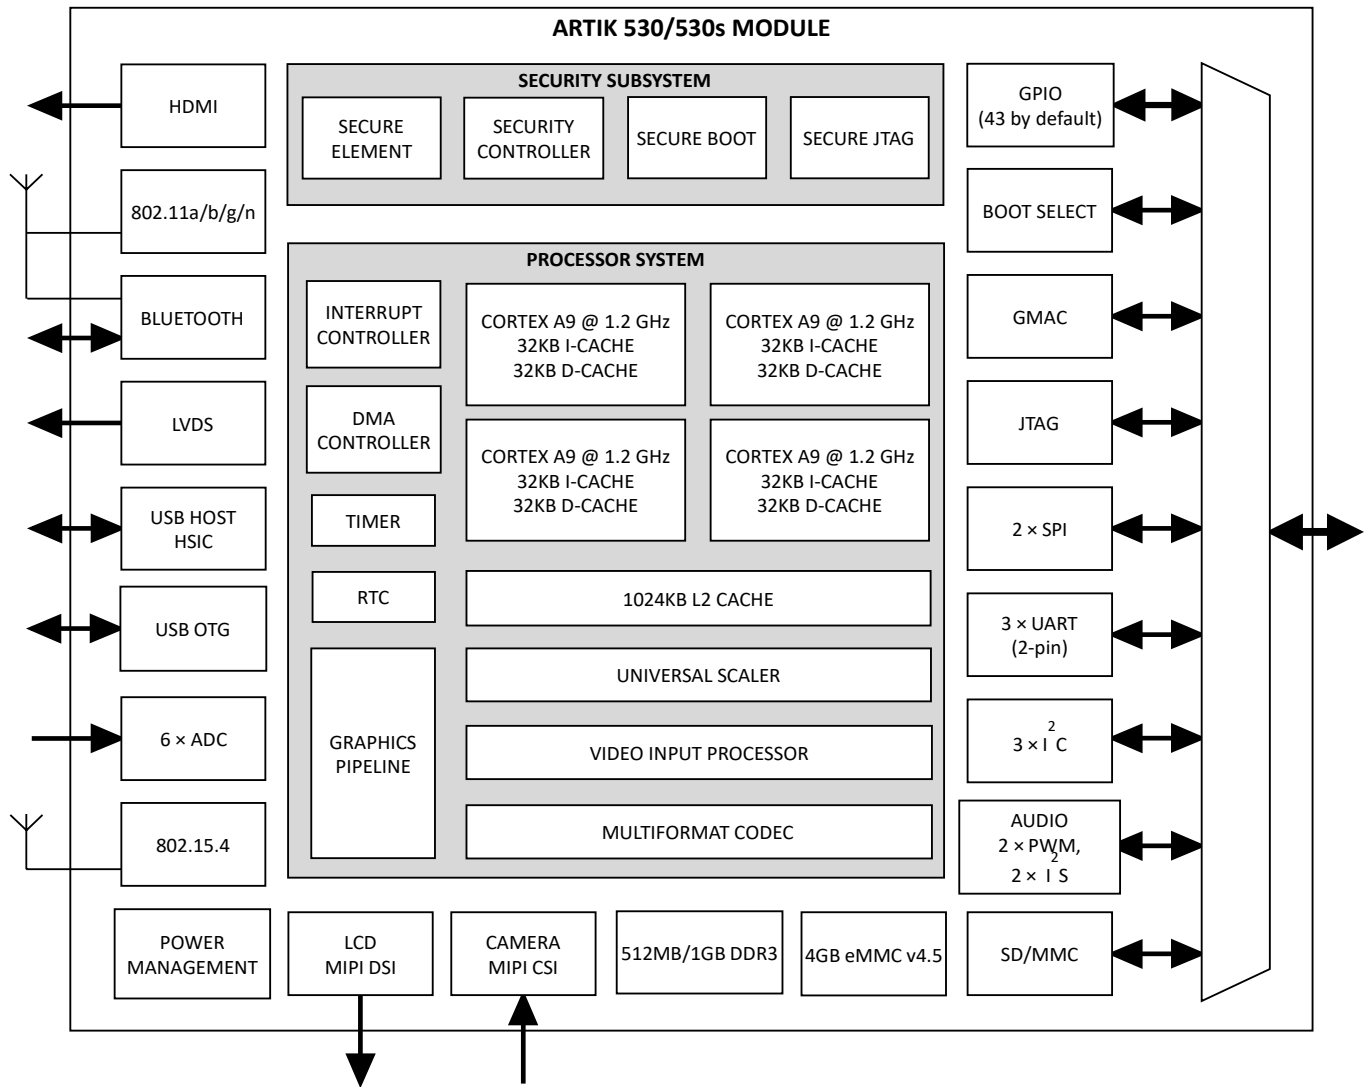 ARTIK 530/530s MODULE
HDMI
802.11a/b/g/n
BLUETOOTH
LVDS
USB HOST
HSIC
USB OTG
6 × ADC
802.15.4
POWER
MANAGEMENT
SECURITY SUBSYSTEM
SECURE
ELEMENT
SECURITY
CONTROLLER
SECURE BOOT
SECURE JTAG
PROCESSOR SYSTEM
INTERRUPT
CONTROLLER
DMA
CONTROLLER
TIMER
RTC
GRAPHICS
PIPELINE
CORTEX A9 @ 1.2 GHz
32KB I-CACHE
32KB D-CACHE
CORTEX A9 @ 1.2 GHz
32KB I-CACHE
32KB D-CACHE
CORTEX A9 @ 1.2 GHz
32KB I-CACHE
32KB D-CACHE
CORTEX A9 @ 1.2 GHz
32KB I-CACHE
32KB D-CACHE
1024KB L2 CACHE
UNIVERSAL SCALER
VIDEO INPUT PROCESSOR
MULTIFORMAT CODEC
LCD
MIPI DSI
CAMERA
MIPI CSI
512MB/1GB DDR3
4GB eMMC v4.5
GPIO
(43 by default)
BOOT SELECT
GMAC
JTAG
2 × SPI
3 × UART
(2-pin)
3 × I²C
AUDIO
2 × PWM,
2 × I²S
SD/MMC